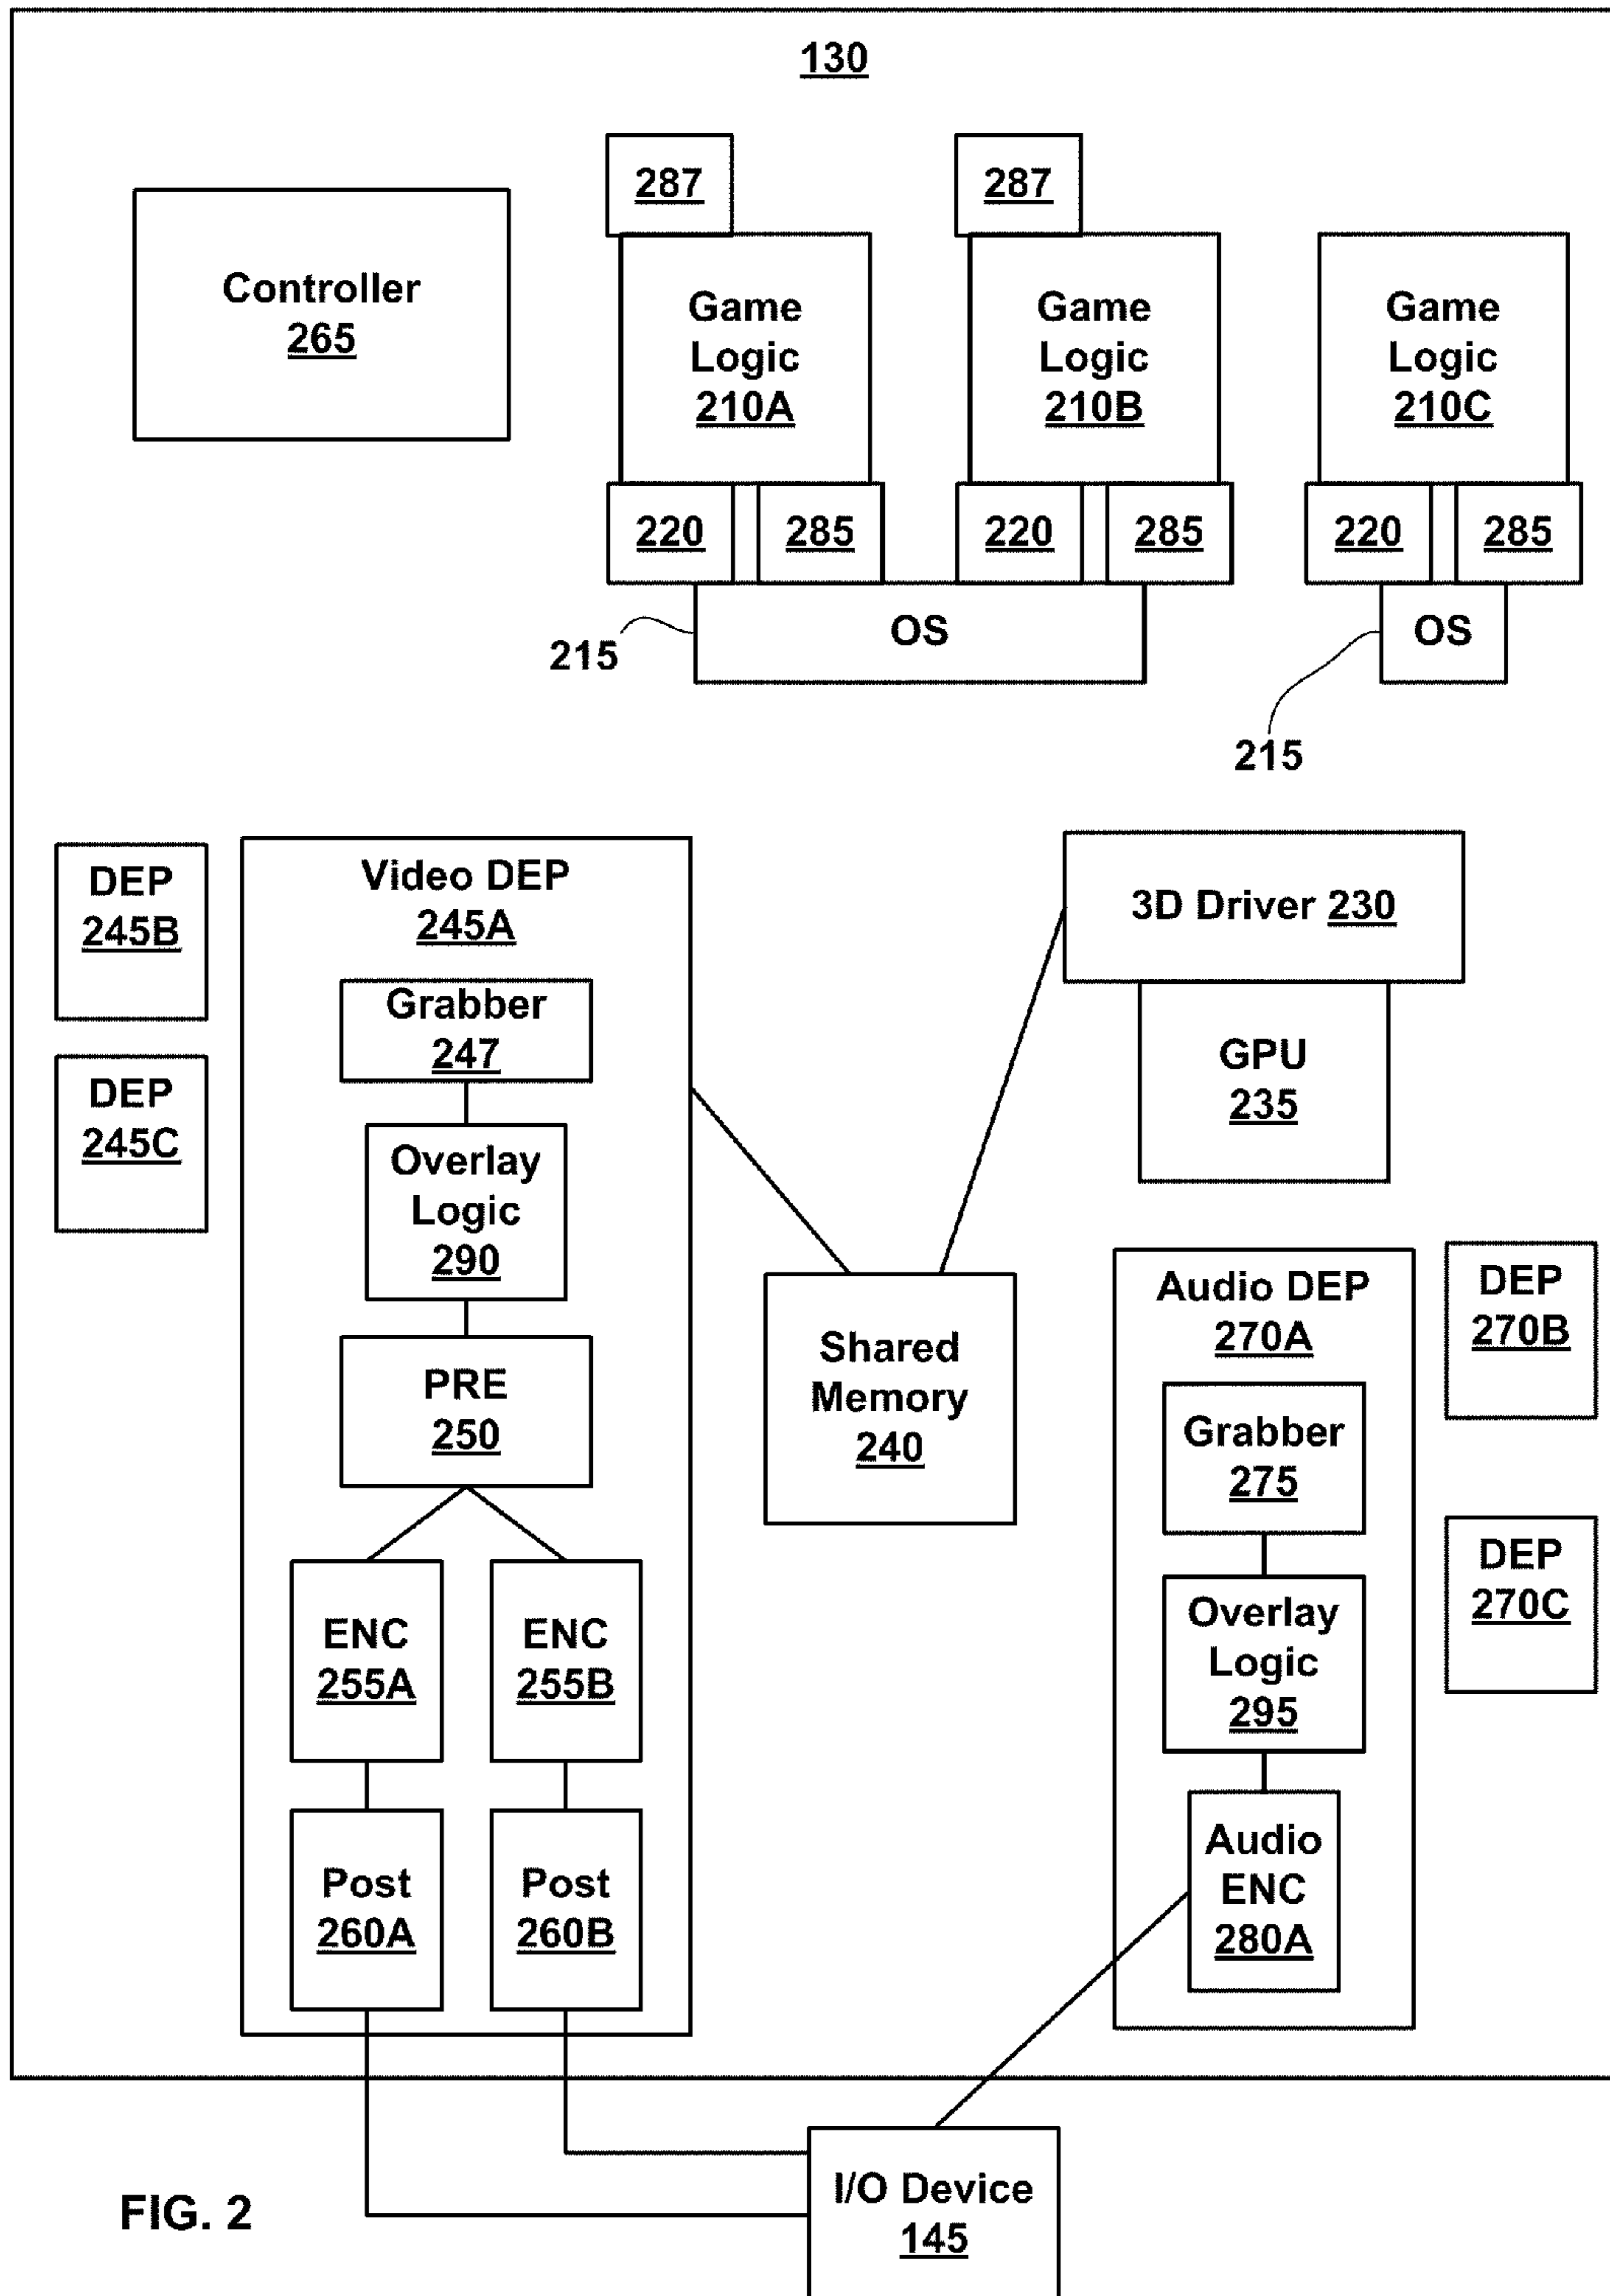 130
287
287
Controller
265
Game
Logic
210A
Game
Logic
210B
Game
Logic
210C
220
285
220
285
220
285
OS
OS
215
215
DEP
245B
DEP
245C
Video DEP
245A
Grabber
247
Overlay
Logic
290
PRE
250
ENC
255A
ENC
255B
Post
260A
Post
260B
3D Driver 230
GPU
235
Shared
Memory
240
Audio DEP
270A
Grabber
275
Overlay
Logic
295
Audio
ENC
280A
DEP
270B
DEP
270C
I/O Device
145
FIG. 2